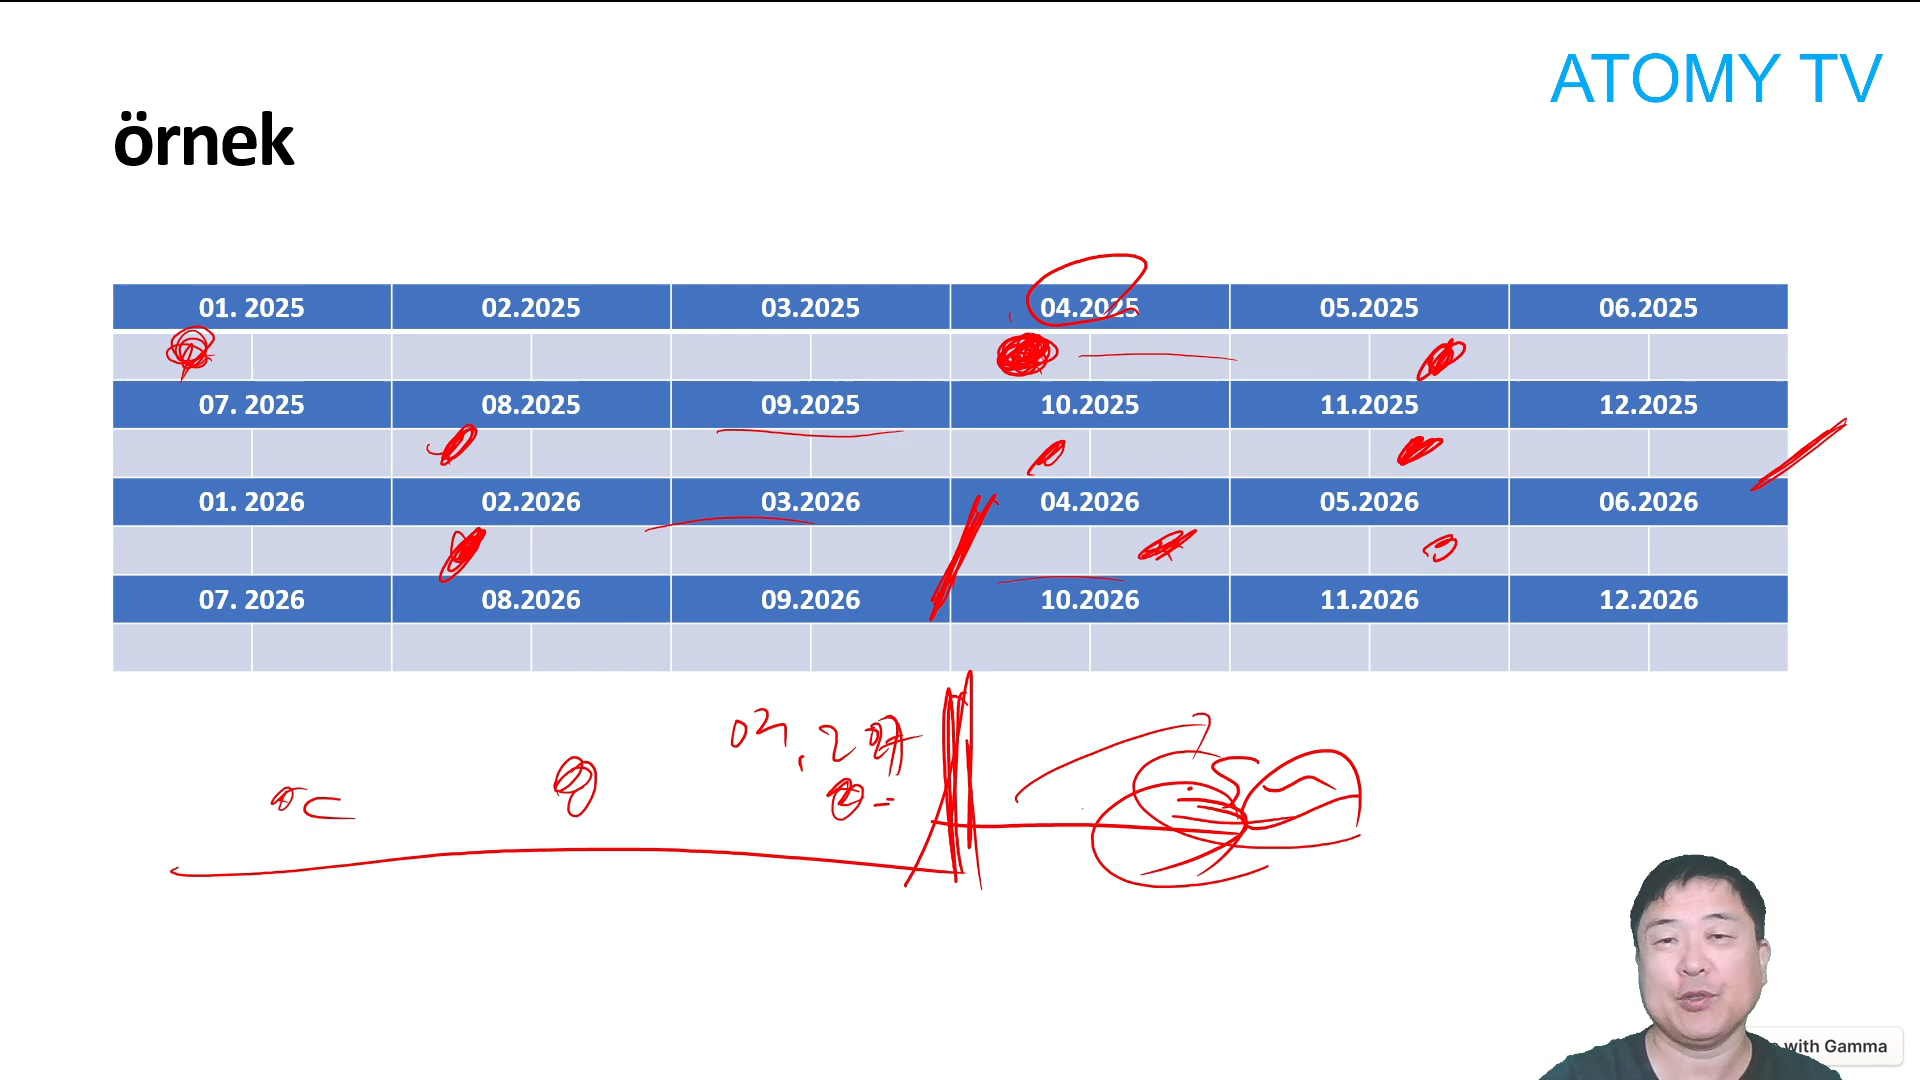 ATOMY TV
örnek
01. 2025 02.2025 03.2025 04.2025 05.2025 06.2025
07. 2025 08.2025 09.2025 10.2025 11.2025 12.2025
01. 2026 02.2026 03.2026 04.2026 05.2026 06.2026
07. 2026 08.2026 09.2026 10.2026 11.2026 12.2026
with Gamma